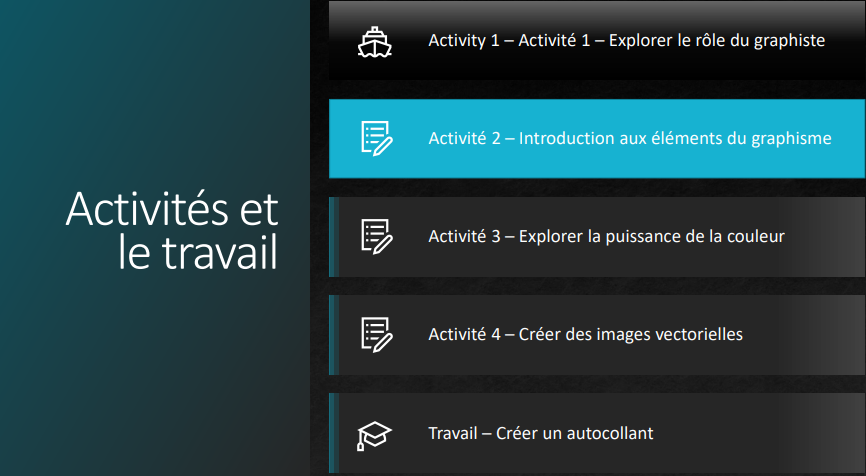 Activités et
le travail
Activity 1 – Activité 1 – Explorer le rôle du graphiste
Activité 2 – Introduction aux éléments du graphisme
Activité 3 – Explorer la puissance de la couleur
Activité 4 – Créer des images vectorielles
Travail – Créer un autocollant